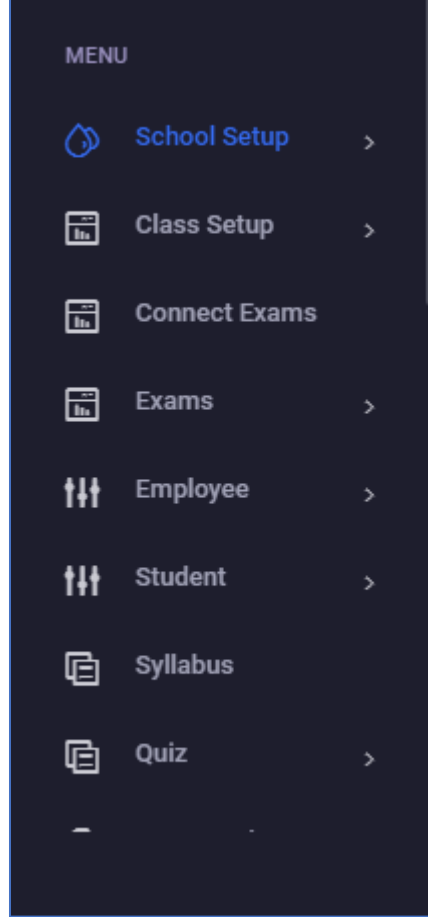 MENU
School Setup
Class Setup
Connect Exams
Exams
Employee
Student
Syllabus
Quiz